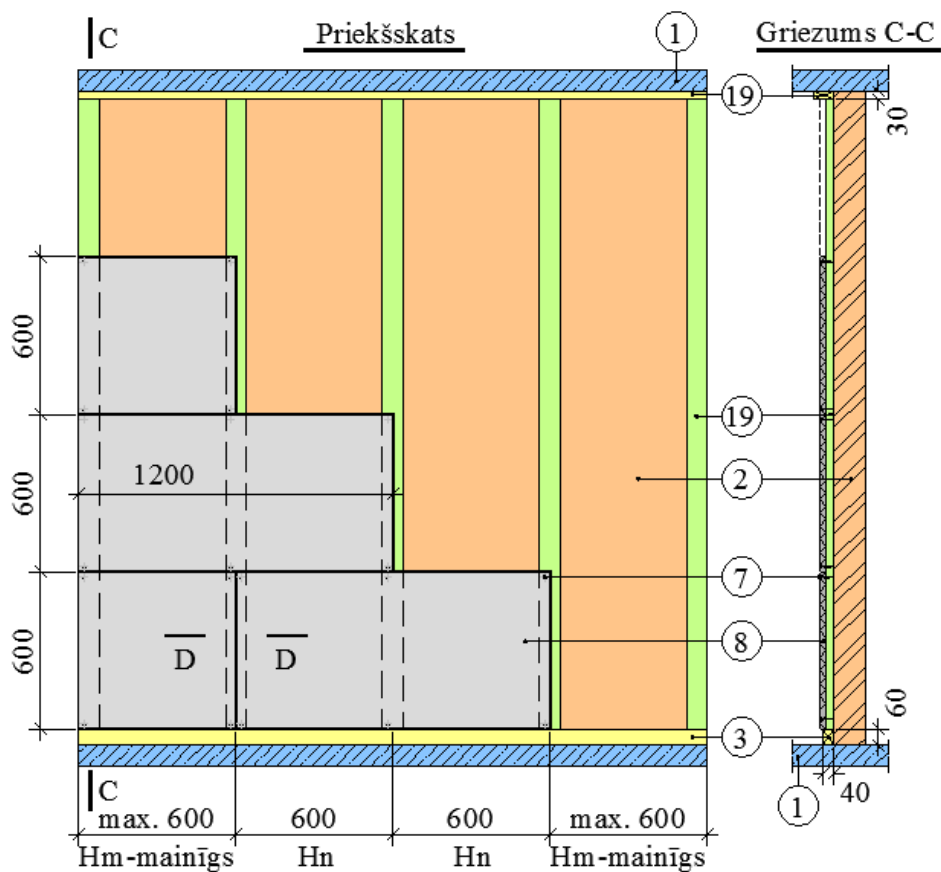 C
Priekšskats
1
Griezums C-C
19
30
600
19
1200
2
600
7
600
D
D
8
60
3
C
1
40
max. 600
600
600
max. 600
Hm-mainīgs
Hn
Hn
Hm-mainīgs